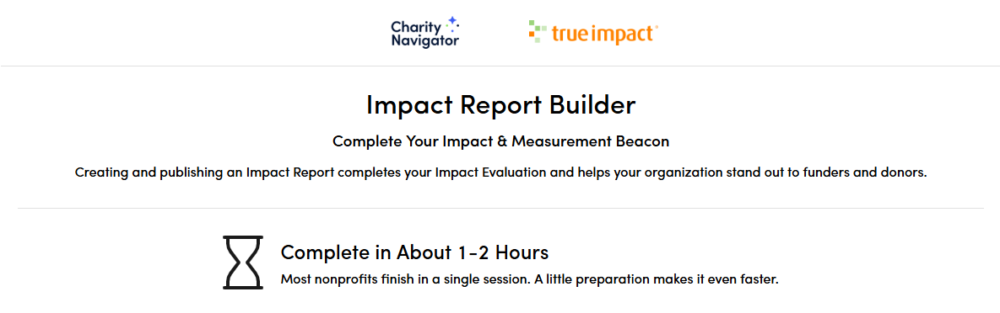 Charity
Navigator
true impact
Impact Report Builder
Complete Your Impact & Measurement Beacon
Creating and publishing an Impact Report completes your Impact Evaluation and helps your organization stand out to funders and donors.
Complete in About 1-2 Hours
Most nonprofits finish in a single session. A little preparation makes it even faster.